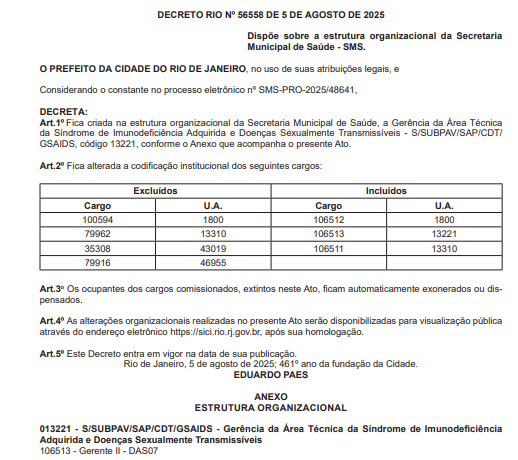 DECRETO RIO Nº 56558 DE 5 DE AGOSTO DE 2025
Dispõe sobre a estrutura organizacional da Secretaria
Municipal de Saúde - SMS.
O PREFEITO DA CIDADE DO RIO DE JANEIRO, no uso de suas atribuições legais, e
Considerando o constante no processo eletrônico nº SMS-PRO-2025/48641,
DECRETA:
Art.1º Fica criada na estrutura organizacional da Secretaria Municipal de Saúde, a Gerência da Área Técnica
da Síndrome de Imunodeficiência Adquirida e Doenças Sexualmente Transmissíveis - S/SUBPAV/SAP/CDT/
GSAIDS, código 13221, conforme o Anexo que acompanha o presente Ato.
Art.2º Fica alterada a codificação institucional dos seguintes cargos:
Excluídos Incluídos
Cargo U.A. Cargo U.A.
100594 1800 106512 1800
79962 13310 106513 13221
35308 43019 106511 13310
79916 46955
Art.3º Os ocupantes dos cargos comissionados, extintos neste Ato, ficam automaticamente exonerados ou dis-
pensados.
Art.4º As alterações organizacionais realizadas no presente Ato serão disponibilizadas para visualização pública
através do endereço eletrônico https://sici.rio.rj.gov.br, após sua homologação.
Art.5º Este Decreto entra em vigor na data de sua publicação.
Rio de Janeiro, 5 de agosto de 2025; 461º ano da fundação da Cidade.
EDUARDO PAES
ANEXO
ESTRUTURA ORGANIZACIONAL
013221 - S/SUBPAV/SAP/CDT/GSAIDS - Gerência da Área Técnica da Síndrome de Imunodeficiência
Adquirida e Doenças Sexualmente Transmissíveis
106513 - Gerente II - DAS07